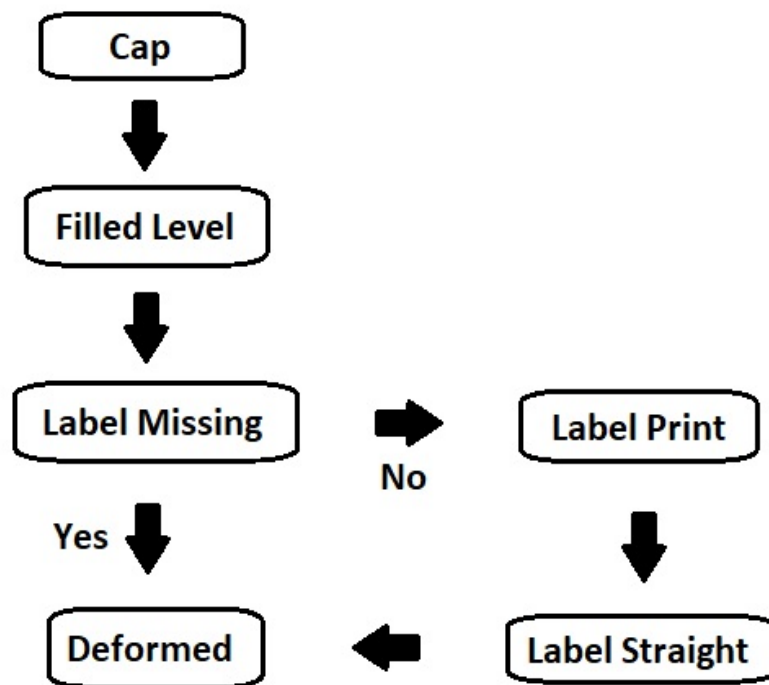 Cap
Filled Level
Label Missing
No
Label Print
Yes
Deformed
Label Straight